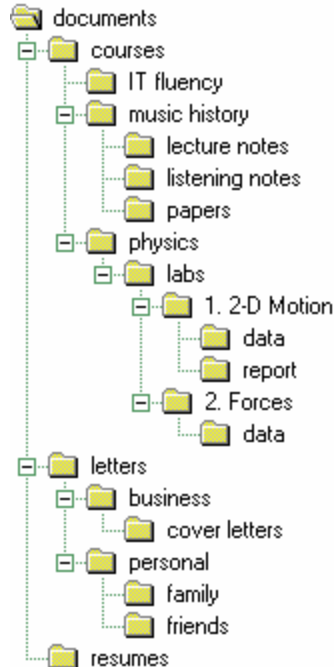 documents
courses
IT fluency
music history
lecture notes
listening notes
papers
physics
labs
1. 2-D Motion
data
report
2. Forces
data
letters
business
cover letters
personal
family
friends
resumes